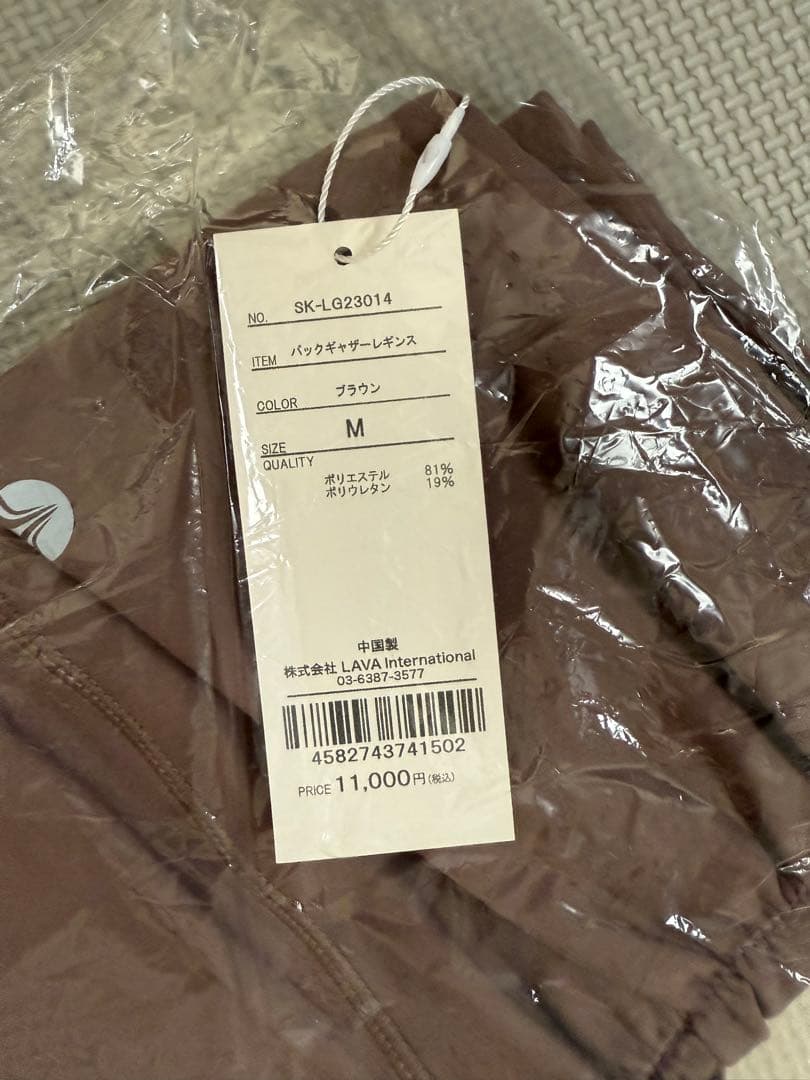 NO. SK-LG23014
ITEM バックギャザーレギンス
COLOR ブラウン
SIZE M
QUALITY
ポリエステル 81%
ポリウレタン 19%
中国製
株式会社 LAVA International
03-6387-3577
4582743741502
PRICE 11,000円(税込)